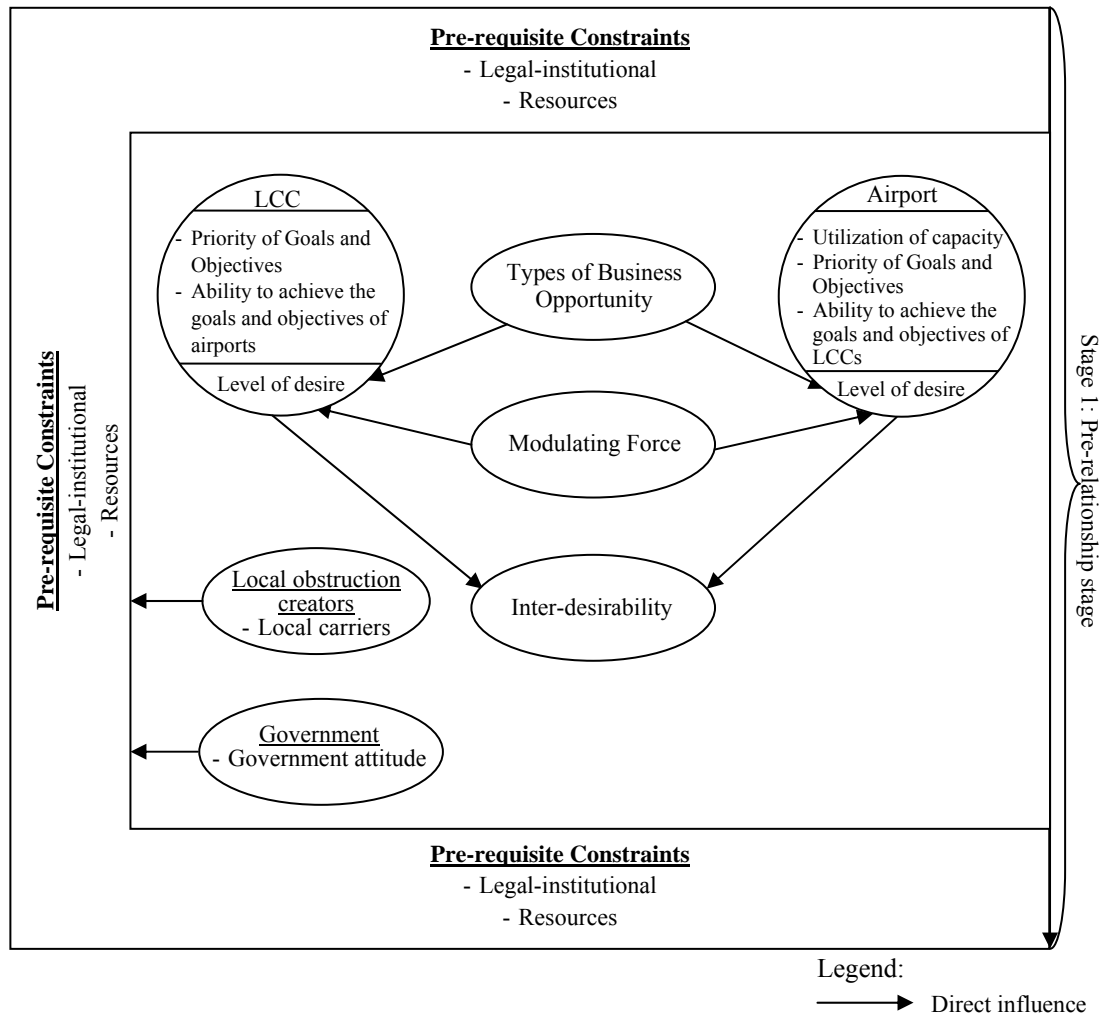 Pre-requisite Constraints
- Legal-institutional
- Resources
LCC
- Priority of Goals and
Objectives
- Ability to achieve the
goals and objectives of
airports
Level of desire
Types of Business
Opportunity
Airport
- Utilization of capacity
- Priority of Goals and
Objectives
- Ability to achieve the
goals and objectives of
LCCs
Level of desire
Modulating Force
Pre-requisite Constraints
- Legal-institutional
- Resources
Stage 1: Pre-relationship stage
Local obstruction
creators
- Local carriers
Inter-desirability
Government
- Government attitude
Pre-requisite Constraints
- Legal-institutional
- Resources
Legend:
Direct influence